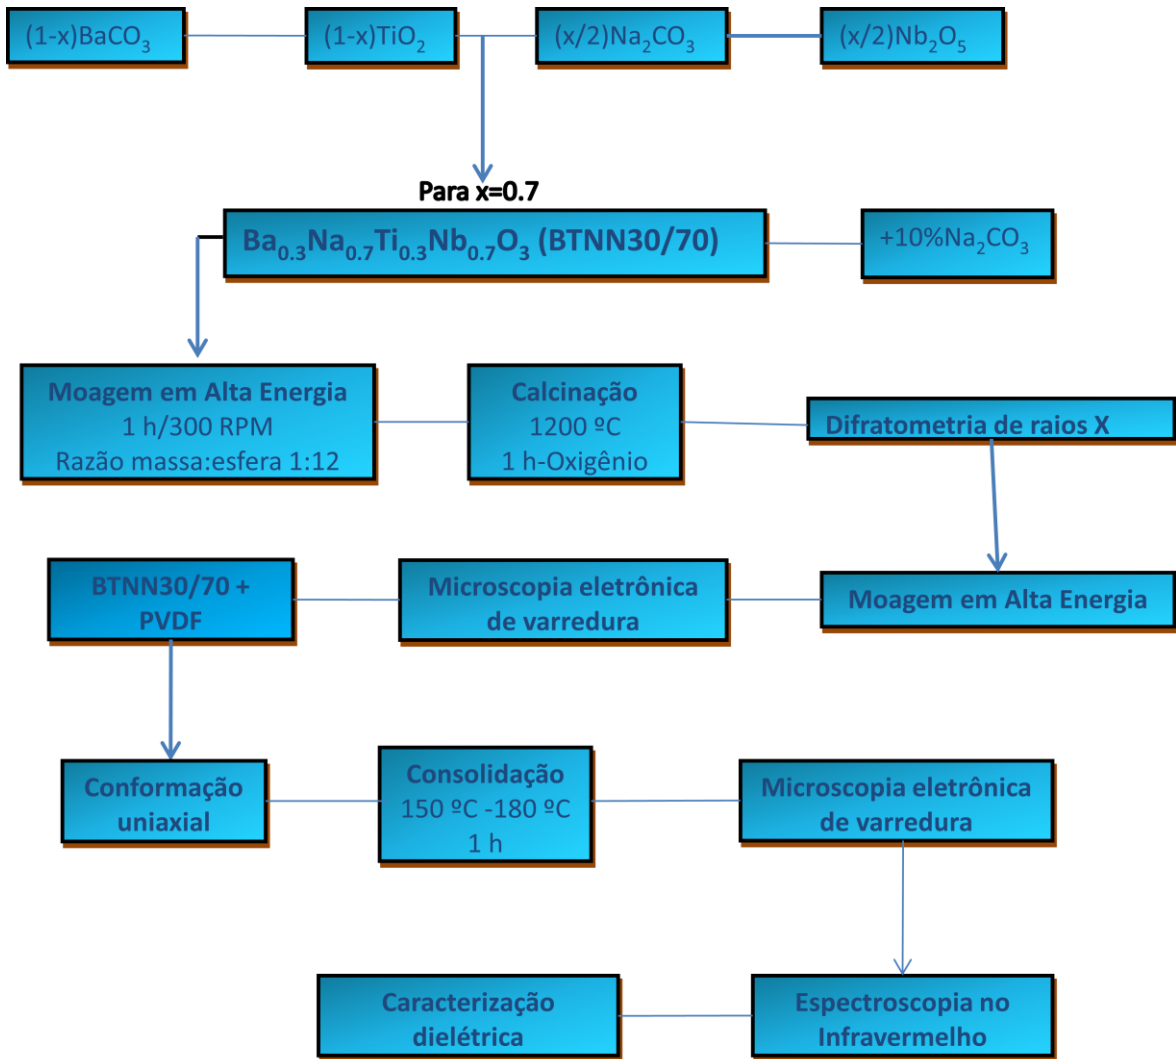 (1-x)BaCO₃
(1-x)TiO₂
(x/2)Na₂CO₃
(x/2)Nb₂O₅
Para x=0.7
Ba₀.₃Na₀.₇Ti₀.₃Nb₀.₇O₃ (BTNN30/70)
+10%Na₂CO₃
Moagem em Alta Energia
1 h/300 RPM
Razão massa:esfera 1:12
Calcinação
1200 ºC
1 h-Oxigênio
Difratometria de raios X
BTNN30/70 +
PVDF
Microscopia eletrônica
de varredura
Moagem em Alta Energia
Conformação
uniaxial
Consolidação
150 ºC -180 ºC
1 h
Microscopia eletrônica
de varredura
Caracterização
dielétrica
Espectroscopia no
Infravermelho